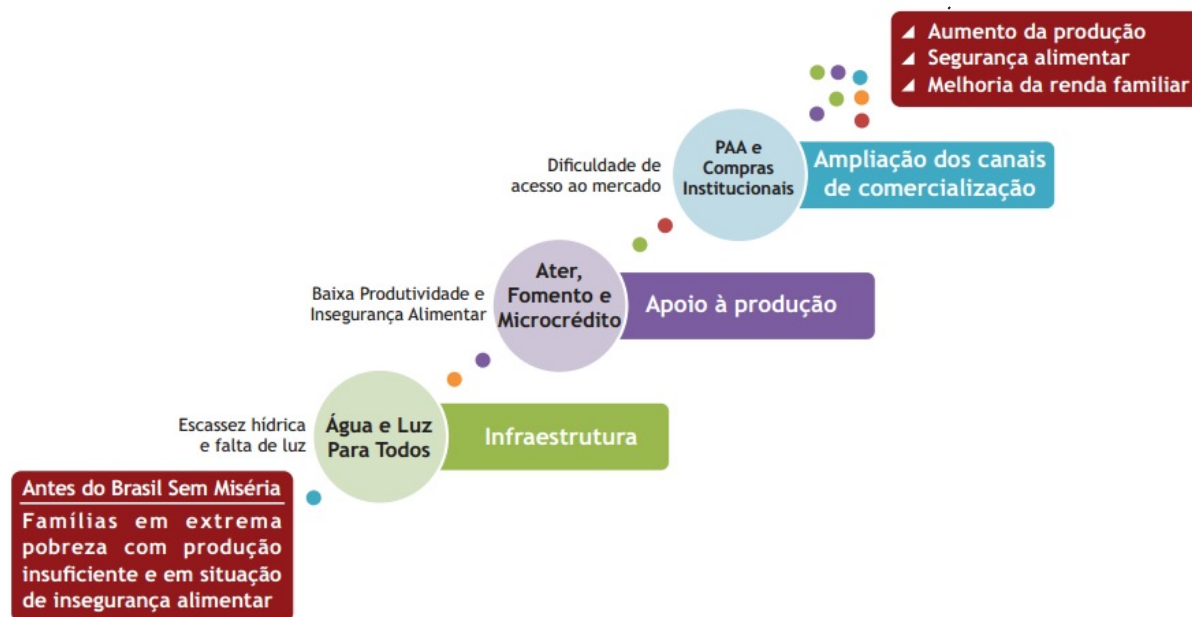 Aumento da produção
Segurança alimentar
Melhoria da renda familiar
Dificuldade de
acesso ao mercado
PAA e
Compras
Institucionais
Ampliação dos canais
de comercialização
Baixa Produtividade e
Insegurança Alimentar
Ater,
Fomento e
Microcrédito
Apoio à produção
Escassez hídrica
e falta de luz
Água e Luz
Para Todos
Infraestrutura
Antes do Brasil Sem Miséria
Famílias em extrema
pobreza com produção
insuficiente e em situação
de insegurança alimentar